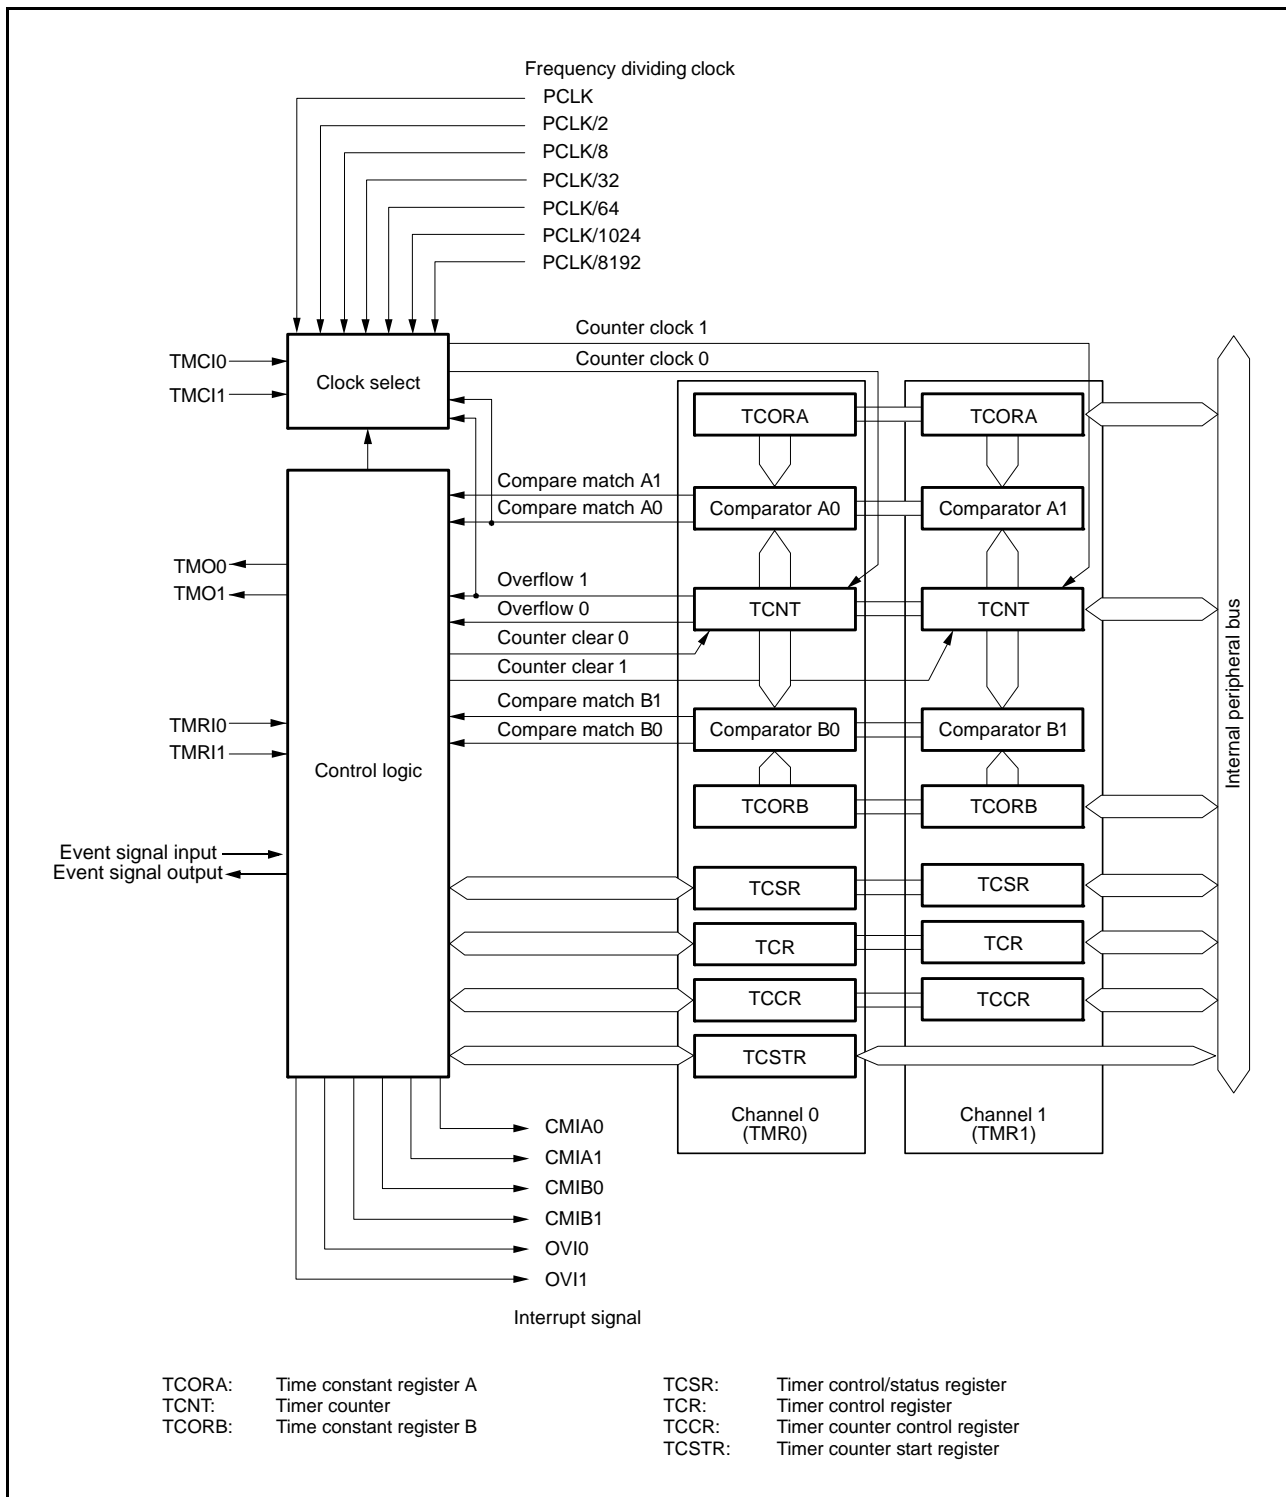 Frequency dividing clock
PCLK
PCLK/2
PCLK/8
PCLK/32
PCLK/64
PCLK/1024
PCLK/8192
Counter clock 1
Counter clock 0
TMCI0
TMCI1
Clock select
TCORA
TCORA
Compare match A1
Compare match A0
Comparator A0
Comparator A1
TMO0
TMO1
Overflow 1
Overflow 0
TCNT
TCNT
Counter clear 0
Counter clear 1
Internal peripheral bus
TMRI0
TMRI1
Compare match B1
Compare match B0
Comparator B0
Comparator B1
Control logic
TCORB
TCORB
Event signal input
Event signal output
TCSR
TCSR
TCR
TCR
TCCR
TCCR
TCSTR
Channel 0
(TMR0)
Channel 1
(TMR1)
CMIA0
CMIA1
CMIB0
CMIB1
OVI0
OVI1
Interrupt signal
TCORA: Time constant register A
TCNT: Timer counter
TCORB: Time constant register B
TCSR: Timer control/status register
TCR: Timer control register
TCCR: Timer counter control register
TCSTR: Timer counter start register